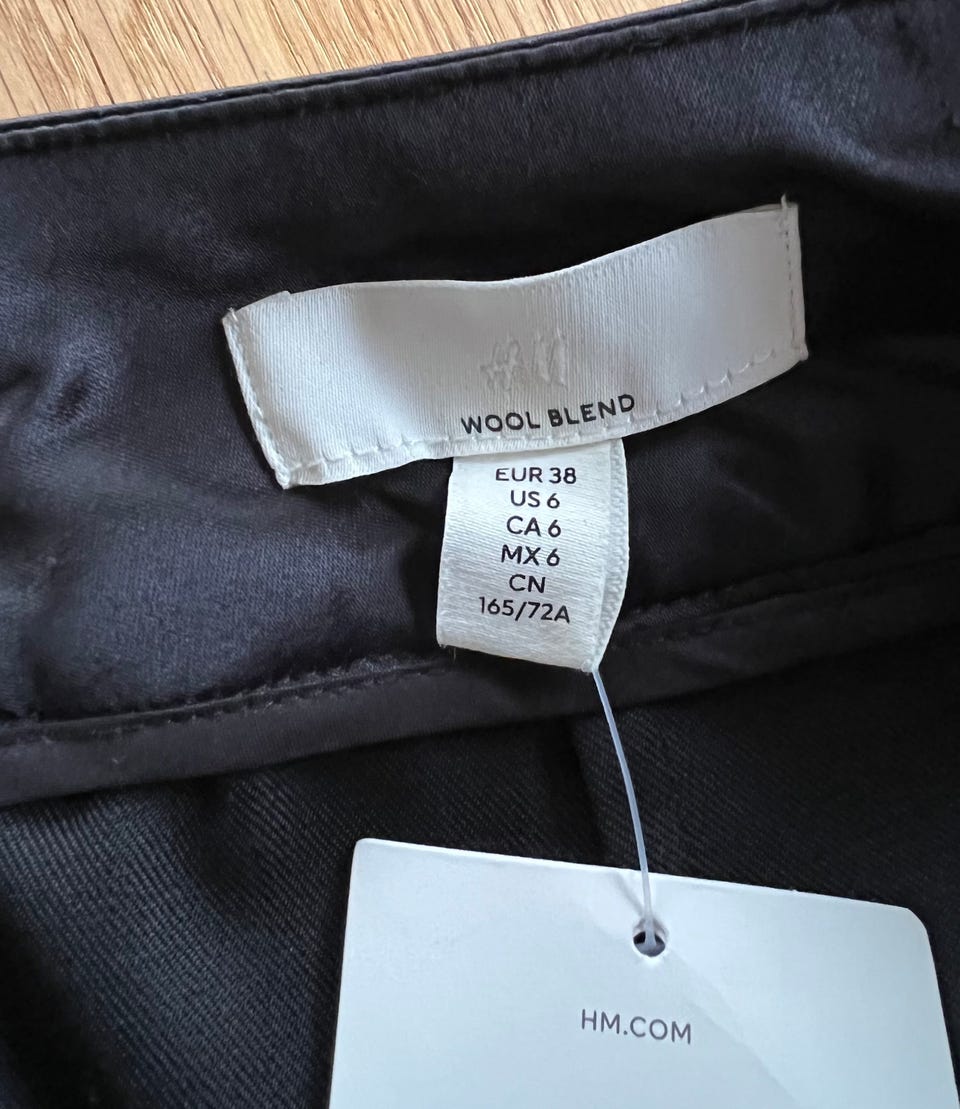 H&M
WOOL BLEND
EUR 38
US 6
CA 6
MX 6
CN
165/72A
HM.COM